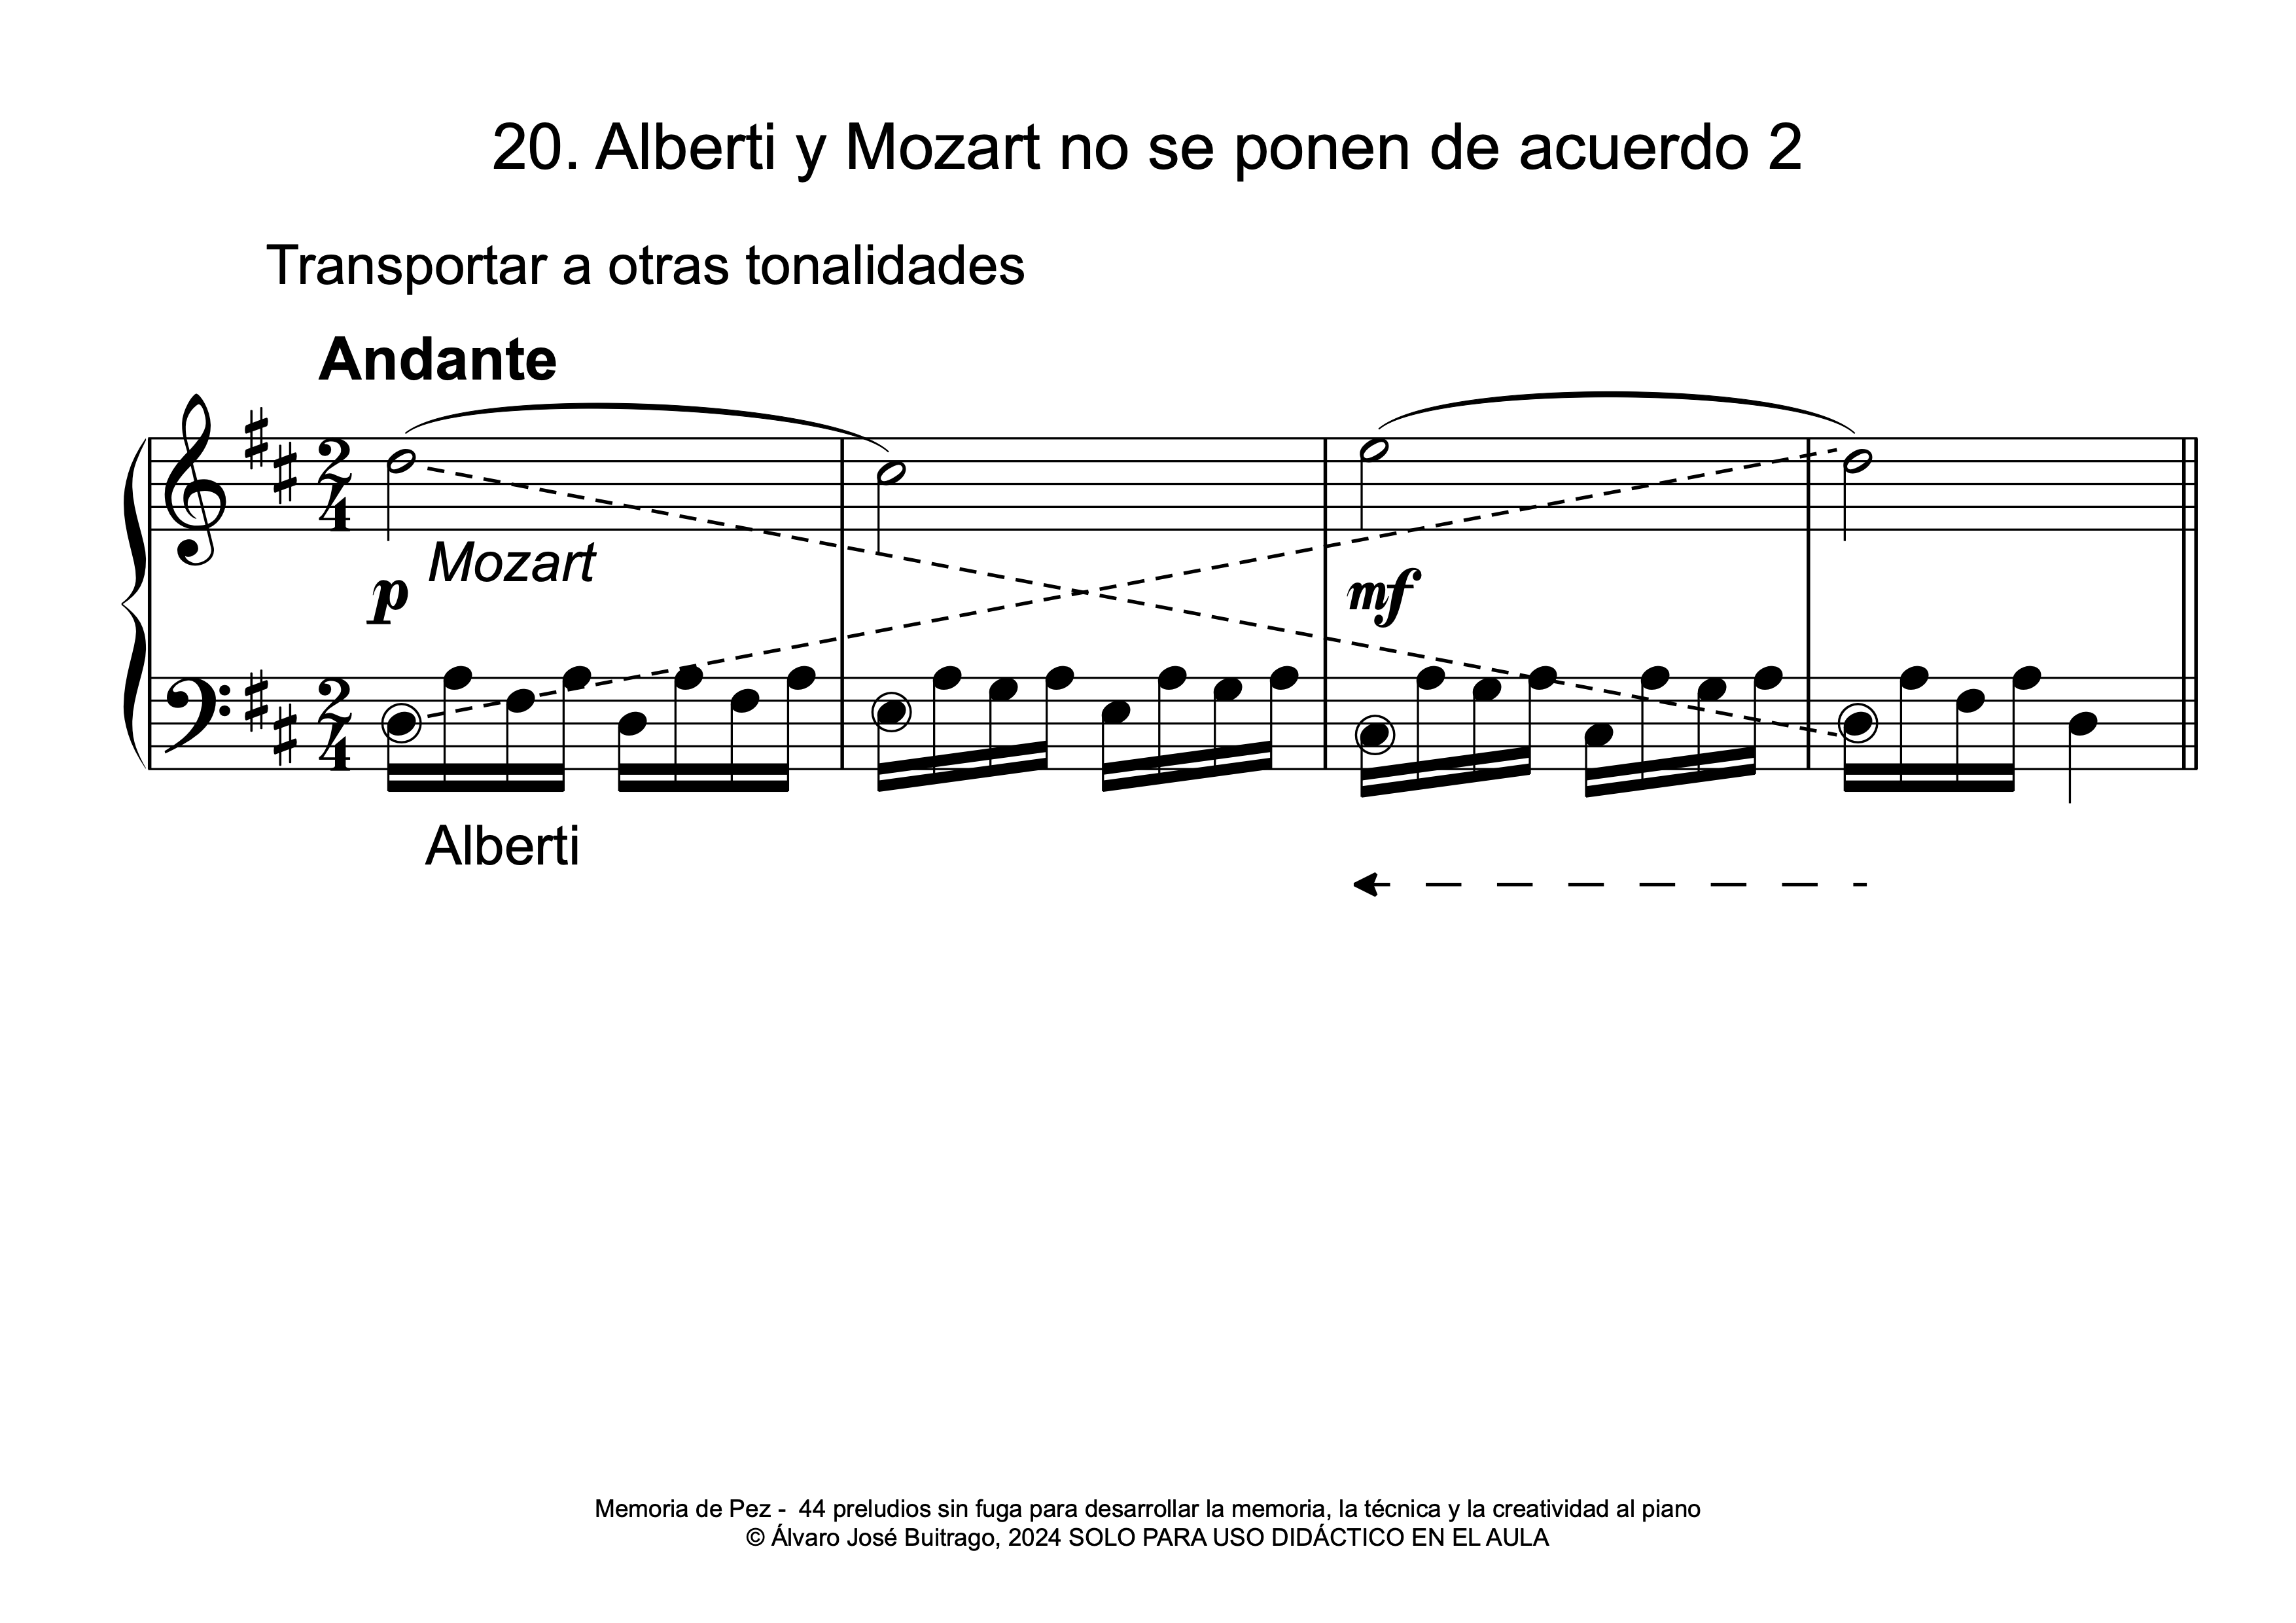 20. Alberti y Mozart no se ponen de acuerdo 2
Transportar a otras tonalidades
Andante
2
4
Mozart
p
mf
2
4
Alberti
Memoria de Pez -  44 preludios sin fuga para desarrollar la memoria, la técnica y la creatividad al piano
© Álvaro José Buitrago, 2024 SOLO PARA USO DIDÁCTICO EN EL AULA